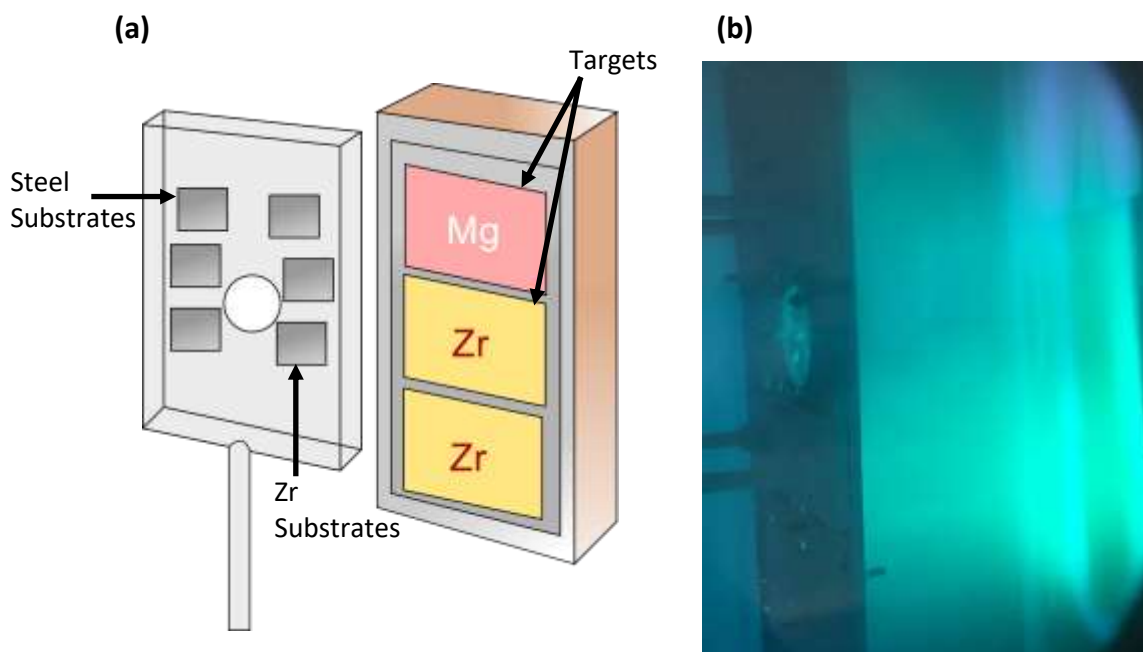 (a)
(b)
Targets
Steel
Substrates
Mg
Zr
Zr
Zr
Substrates